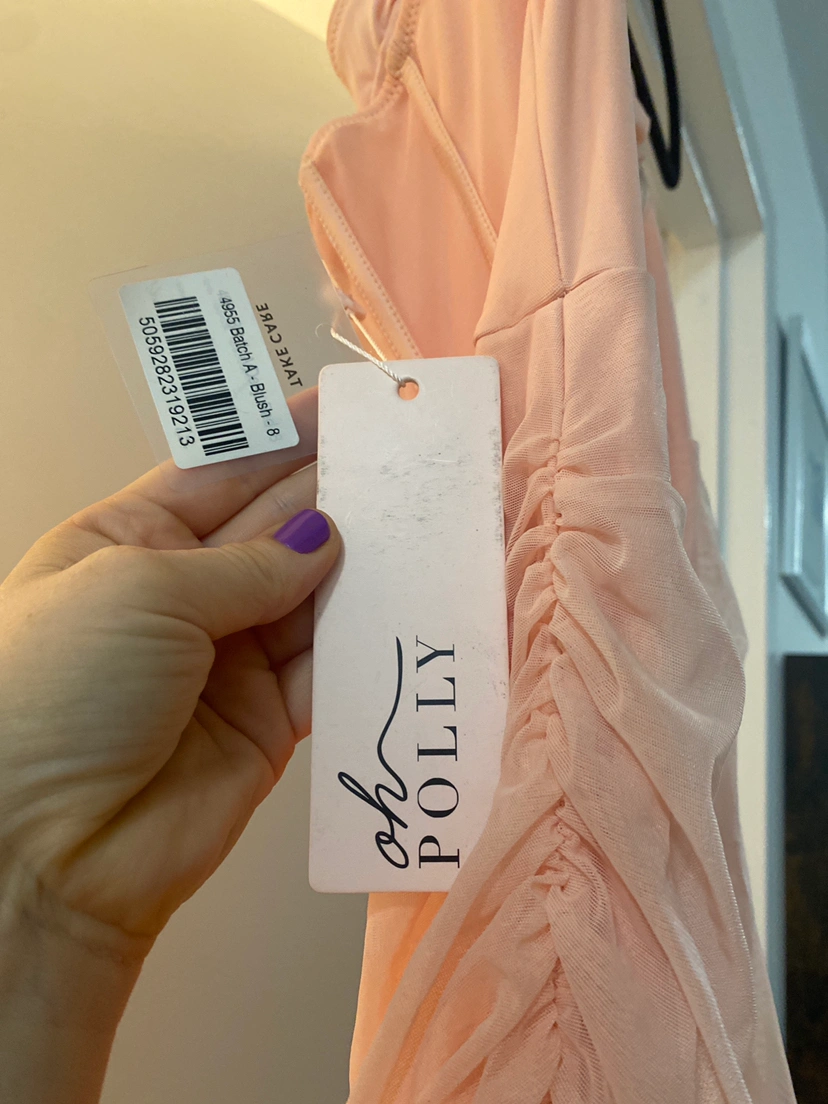 4955 Batch A - Blush - 8
5059282319213
TAKE CARE
oh
POLLY